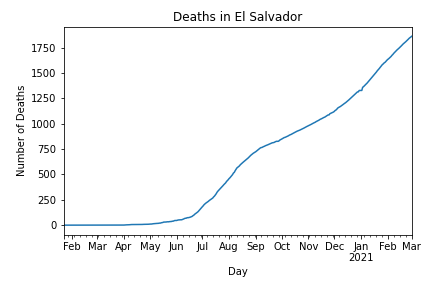 Deaths in El Salvador
Number of Deaths
1750
1500
1250
1000
750
500
250
0
Feb Mar Apr May Jun Jul Aug Sep Oct Nov Dec Jan Feb Mar
2021
Day